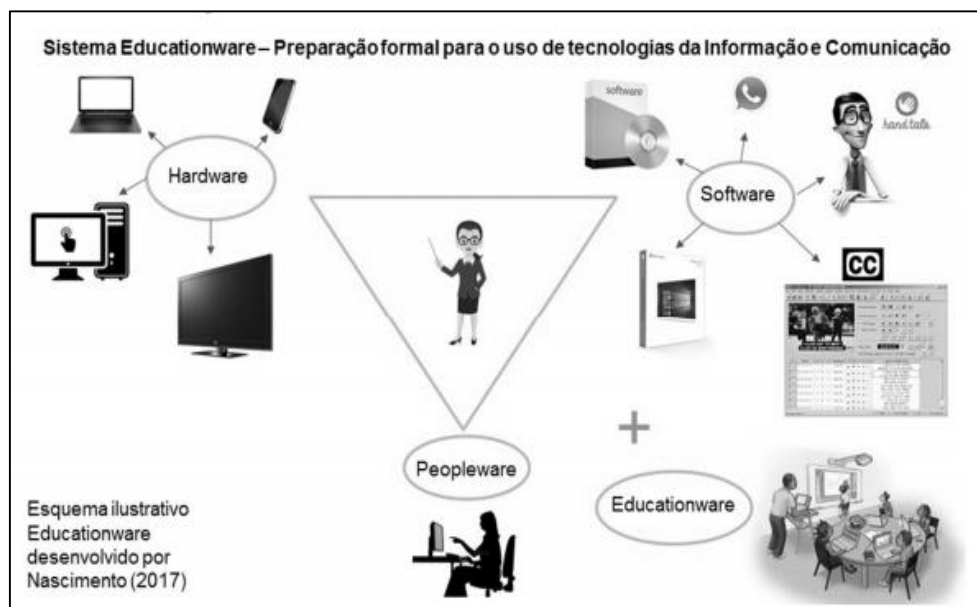 Sistema Educationware – Preparação formal para o uso de tecnologias da Informação e Comunicação
software
hand talk
Hardware
Software
CC
Peopleware
Educationware
Esquema ilustrativo
Educationware
desenvolvido por
Nascimento (2017)